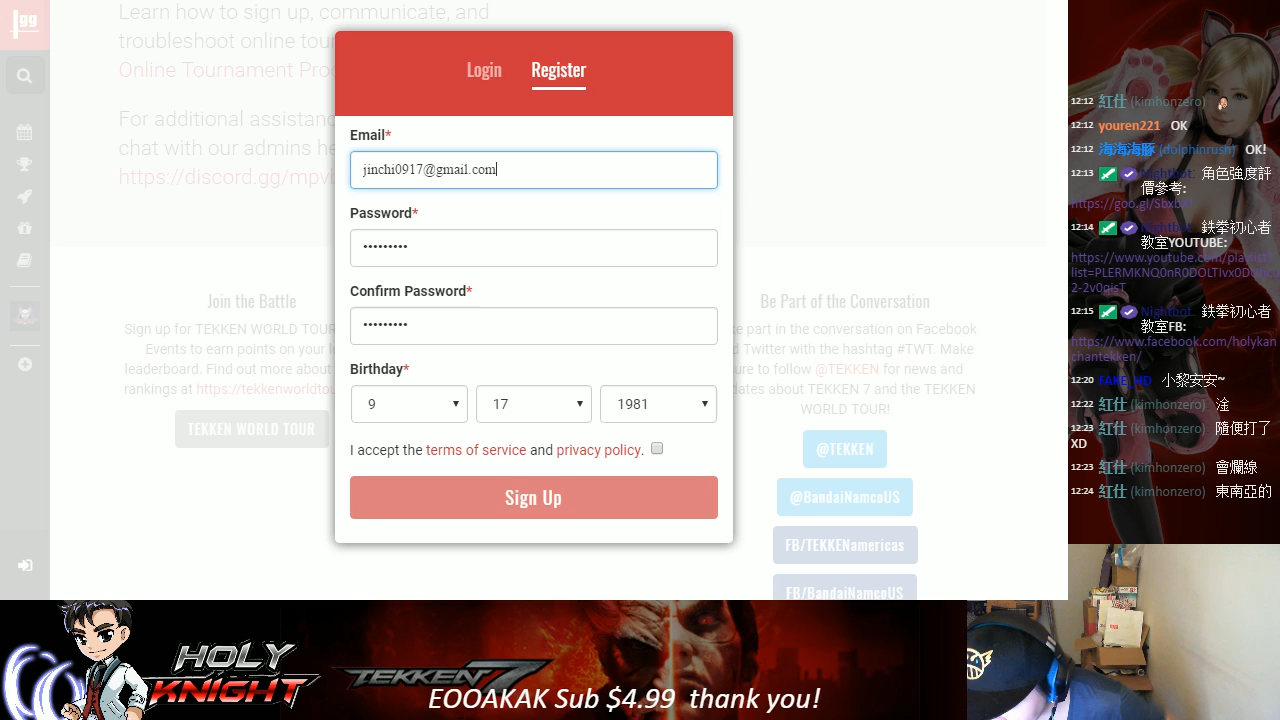 gg
Learn how to sign up, communicate, and
troubleshoot online tour
Online Tournament Proc
For additional assistanc
chat with our admins he
https://discord.gg/mpvb
Login
Register
Email*
jinchi0917@gmail.com
Password*
•••••••••
Confirm Password*
•••••••••
Birthday*
9 17 1981
I accept the terms of service and privacy policy.
Sign Up
Join the Battle
Sign up for TEKKEN WORLD TOUR
Events to earn points on your
leaderboard. Find out more about
rankings at https://tekkenworldtou
TEKKEN WORLD TOUR
Be Part of the Conversation
part in the conversation on Facebook
Twitter with the hashtag #TWT. Make
ure to follow @TEKKEN for news and
dates about TEKKEN 7 and the TEKKEN
WORLD TOUR!
@TEKKEN
@BandaiNamcoUS
FB/TEKKENamericas
FB/BandaiNamcoUS
12:12 紅仕 (kimhonzero)
12:12 youren221 OK
12:12 海海海豚 (dolphinrush) OK!
12:13 Nightbot: 角色強度評
價參考:
12:14 Nightbot: 鉄拳初心者
教室YOUTUBE:
https://www.youtube.com/playlist?
12:15 Nightbot: 鉄拳初心者
教室FB:
https://www.facebook.com/holykan
chantekken/
12:20 FAKE_HD 小黎安安~
12:22 紅仕 (kimhonzero) 淦
12:23 紅仕 (kimhonzero) 隨便打了
XD
12:23 紅仕 (kimhonzero) 會爛線
12:24 紅仕 (kimhonzero) 東南亞的
HOLY
KNIGHT
TEKKEN 7
EOOAKAK Sub $4.99 thank you!